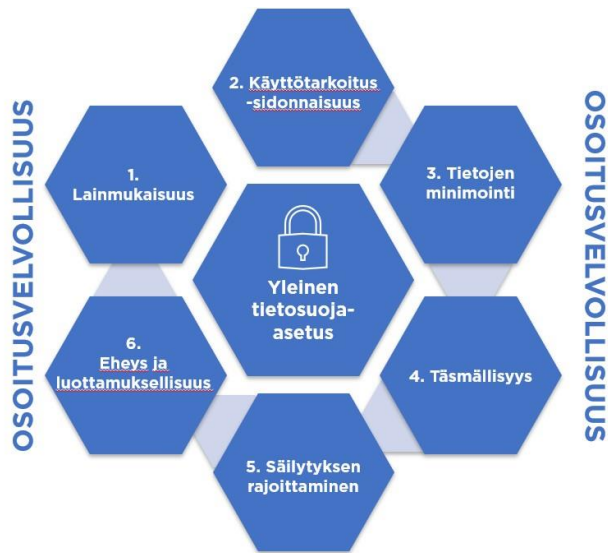 OSOITUSVELVOLLISUUS
1.
Lainmukaisuus
2. Käyttötarkoitus
-sidonnaisuus
3. Tietojen
minimointi
4. Täsmällisyys
5. Säilytyksen
rajoittaminen
6.
Eheys ja
luottamuksellisuus
Yleinen
tietosuoja-
asetus
OSOITUSVELVOLLISUUS